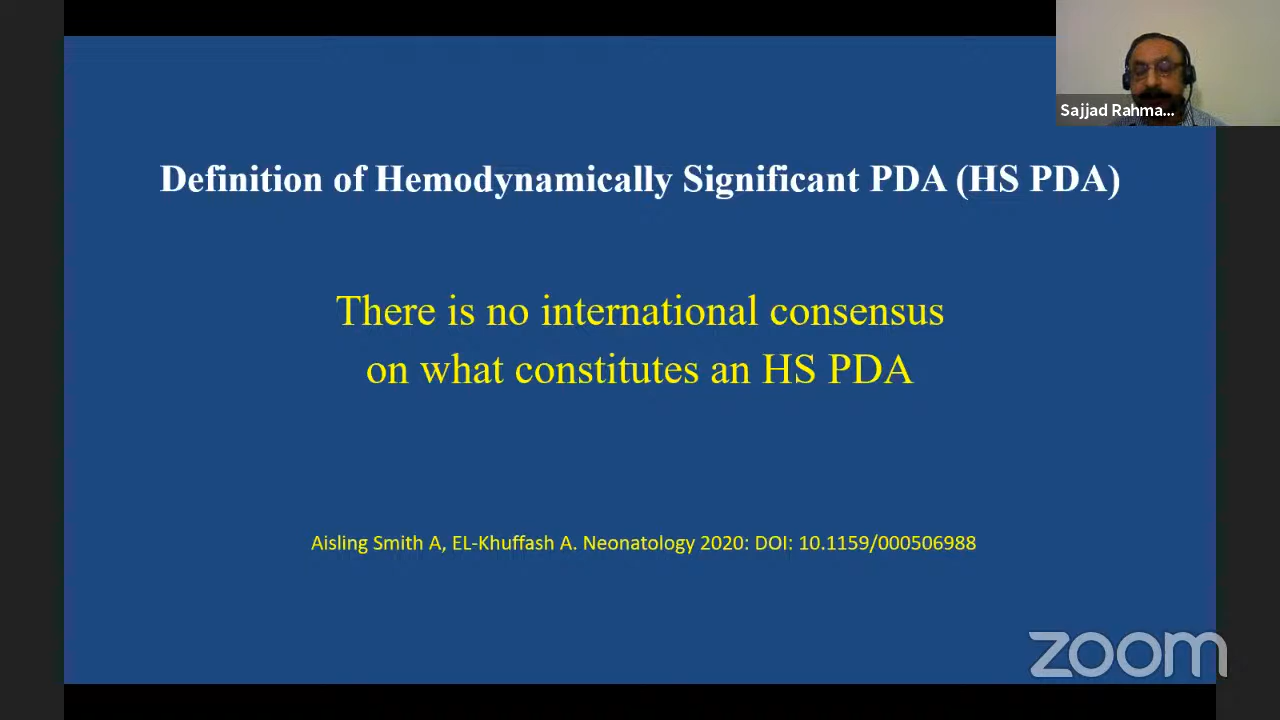 Sajjad Rahma...
Definition of Hemodynamically Significant PDA (HS PDA)
There is no international consensus
on what constitutes an HS PDA
Aisling Smith A, EL-Khuffash A. Neonatology 2020: DOI: 10.1159/000506988
zoom